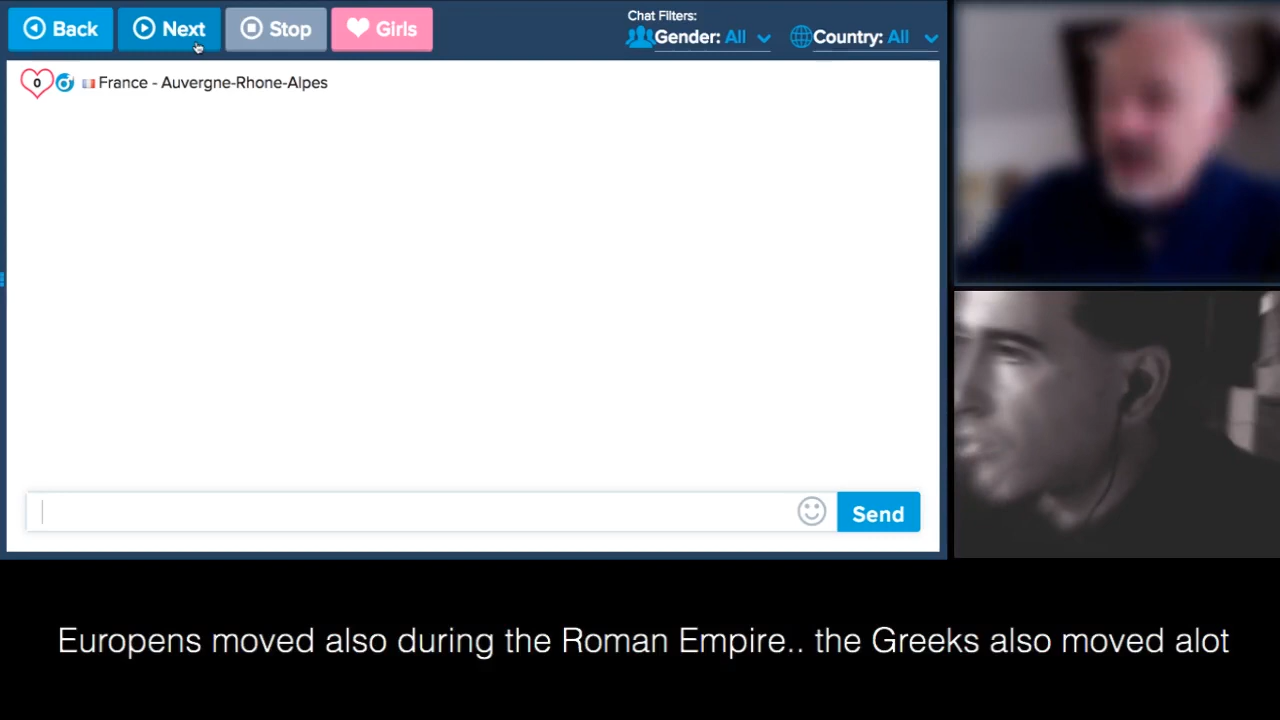 Back Next Stop Girls
Chat Filters:
Gender: All Country: All
0 France - Auvergne-Rhone-Alpes
Send
Europens moved also during the Roman Empire.. the Greeks also moved alot